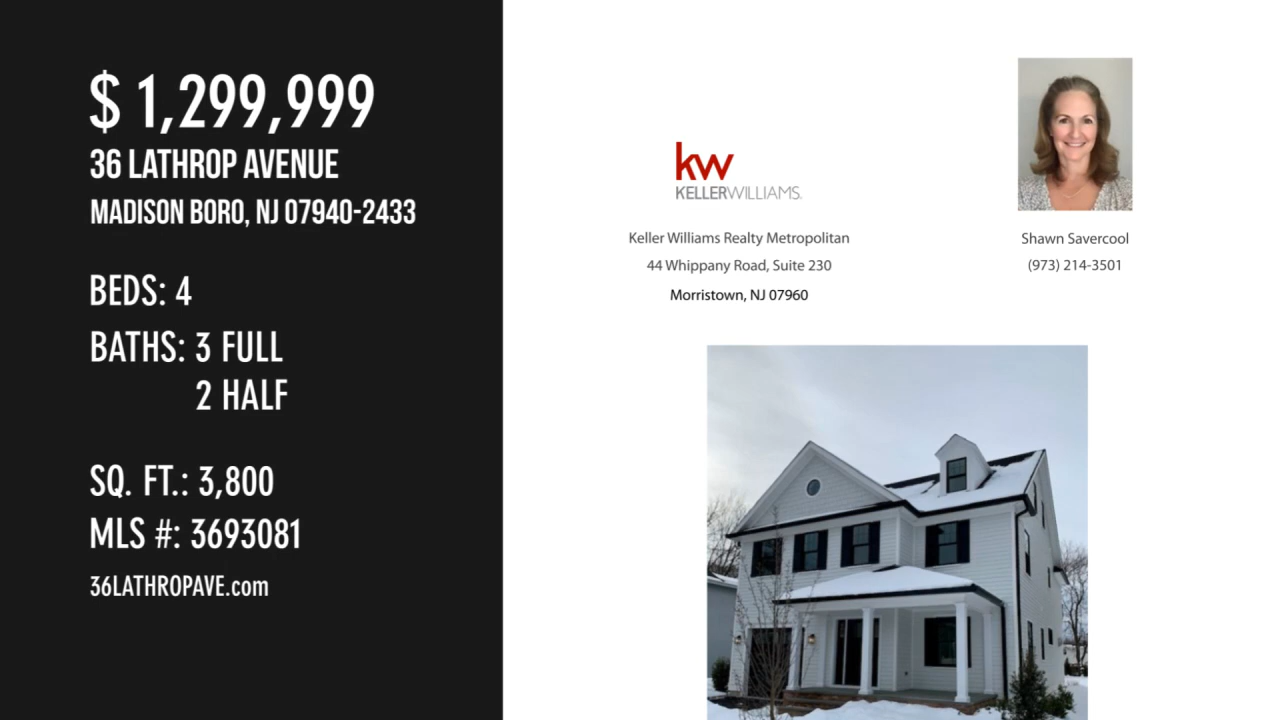 $ 1,299,999
36 LATHROP AVENUE
MADISON BORO, NJ 07940-2433
BEDS: 4
BATHS: 3 FULL
2 HALF
SQ. FT.: 3,800
MLS #: 3693081
36LATHROPAVE.com
kw
KELLERWILLIAMS.
Keller Williams Realty Metropolitan
44 Whippany Road, Suite 230
Morristown, NJ 07960
Shawn Savercool
(973) 214-3501